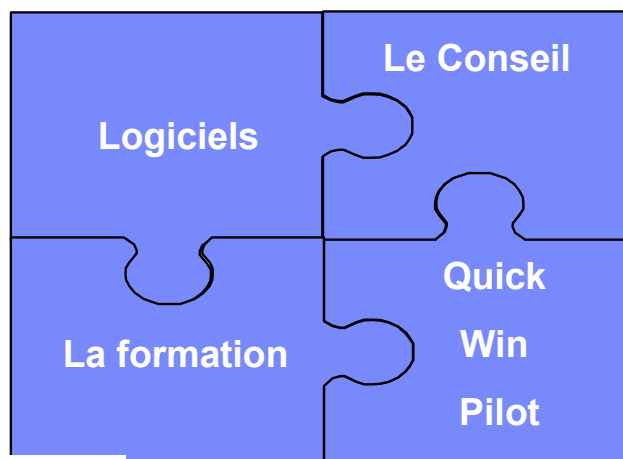 Logiciels
Le Conseil
La formation
Quick
Win
Pilot